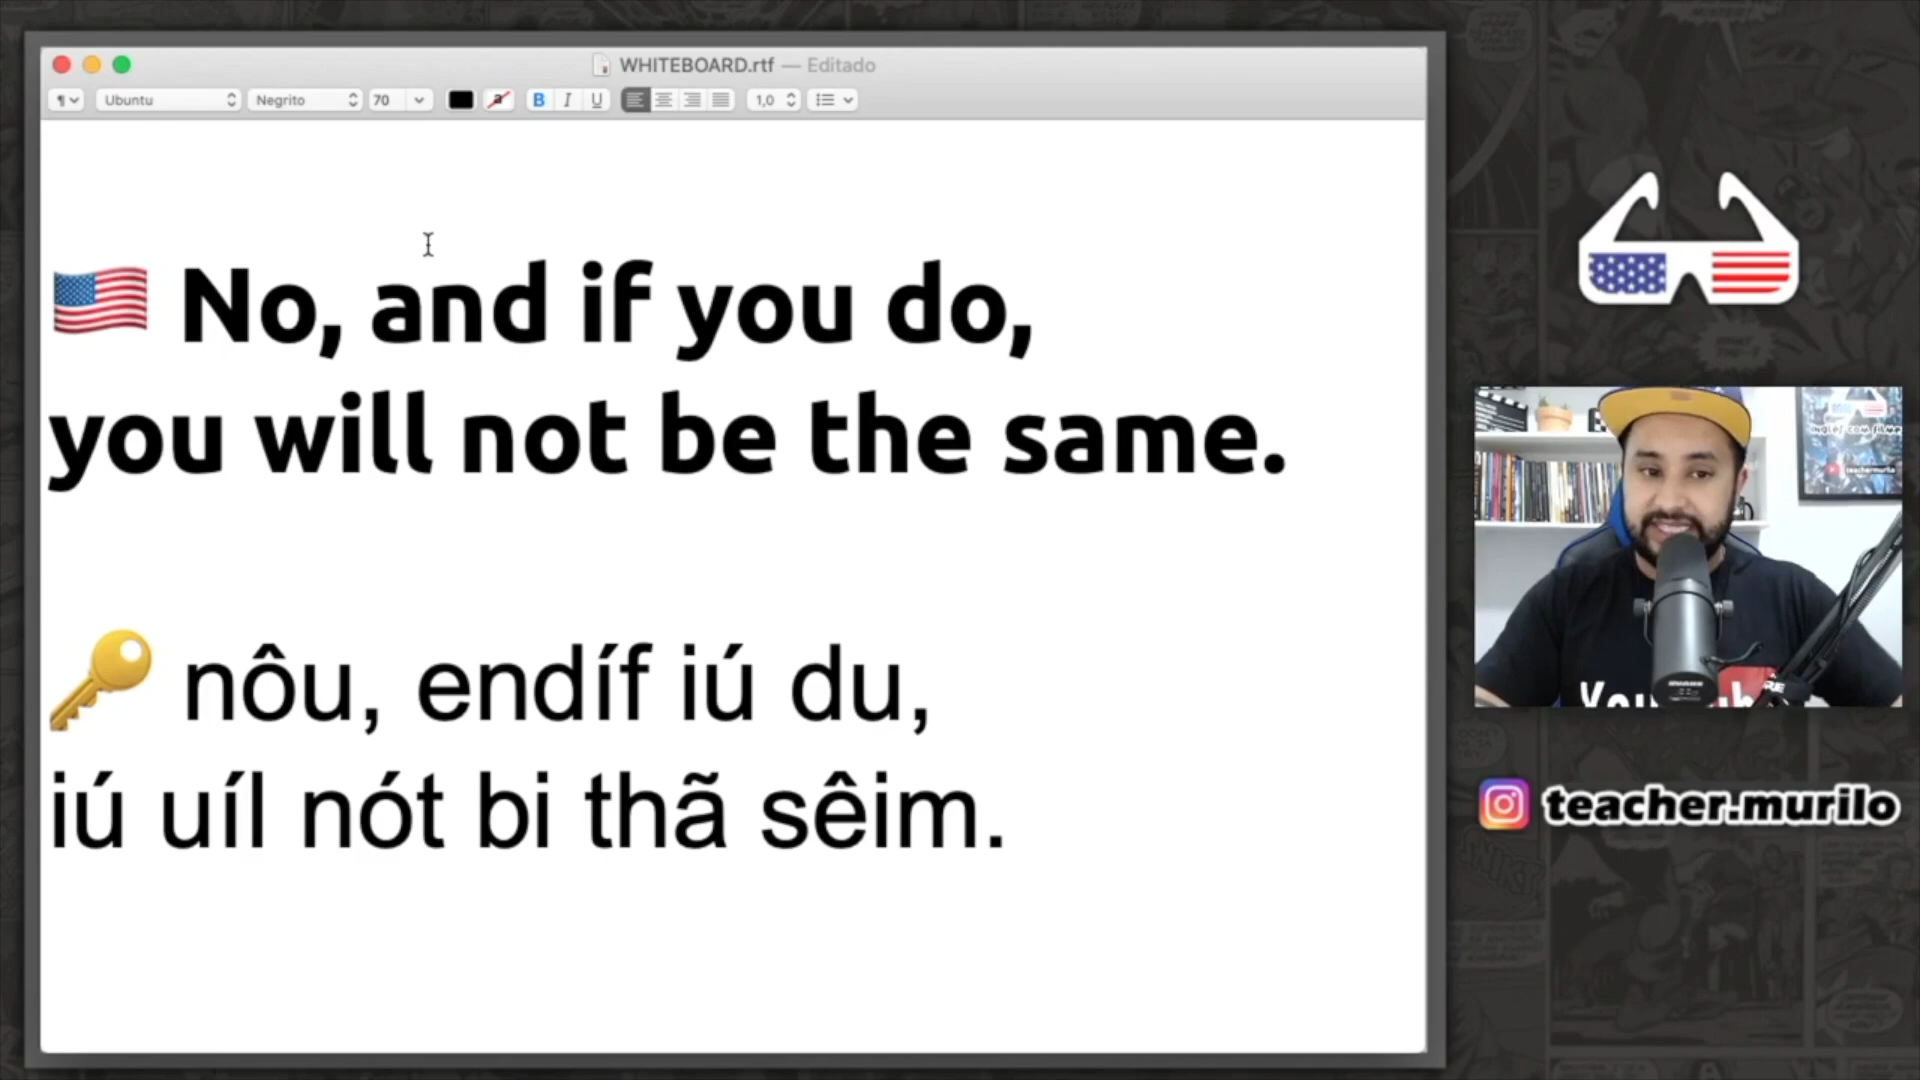 WHITEBOARD.rtf — Editado
Ubuntu Negrito 70 a B I U 1,0
No, and if you do,
you will not be the same.
nôu, endíf iú du,
iú uíl nót bi thã sêim.
teacher.murilo